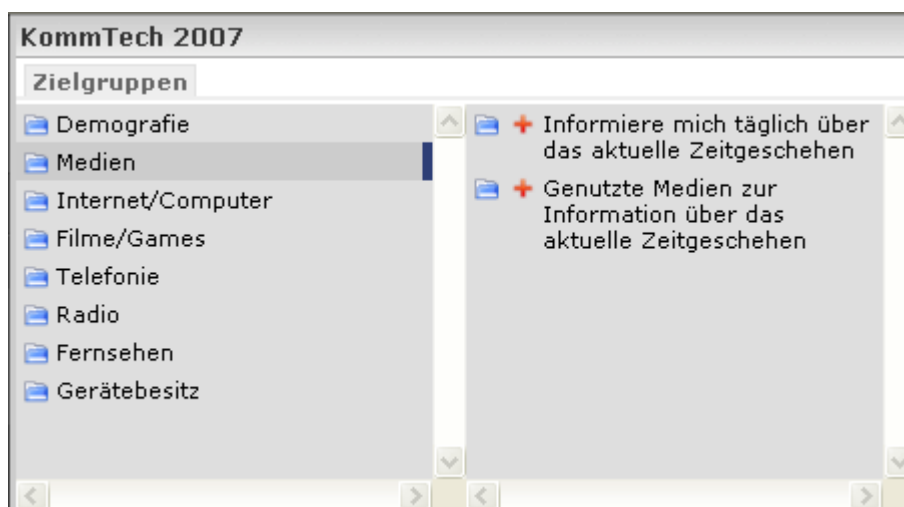 KommTech 2007
Zielgruppen
Demografie
Medien
Internet/Computer
Filme/Games
Telefonie
Radio
Fernsehen
Gerätebesitz
Informiere mich täglich über
das aktuelle Zeitgeschehen
Genutzte Medien zur
Information über das
aktuelle Zeitgeschehen